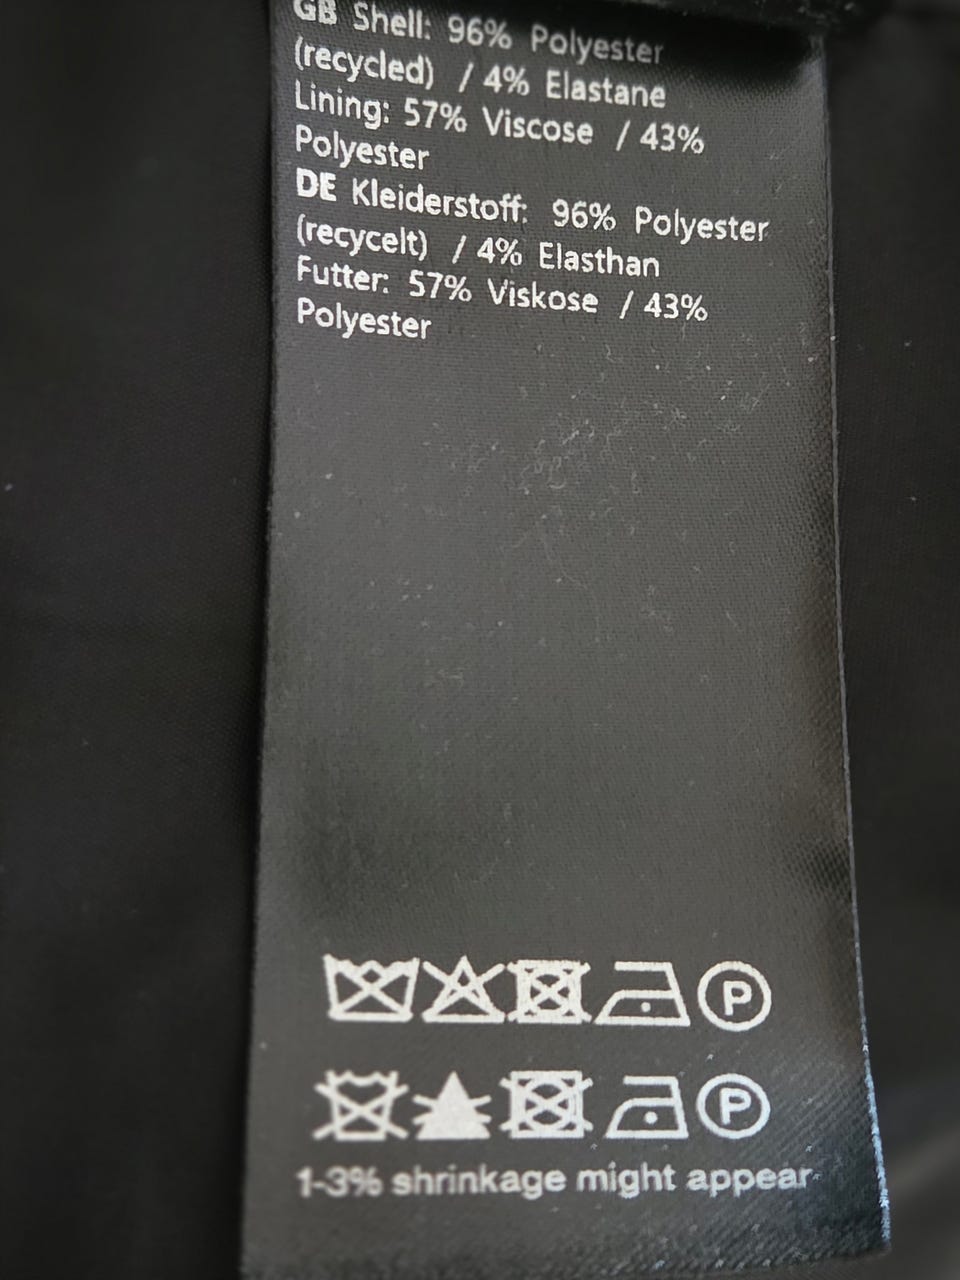 GB Shell: 96% Polyester
(recycled) / 4% Elastane
Lining: 57% Viscose / 43%
Polyester
DE Kleiderstoff: 96% Polyester
(recycelt) / 4% Elasthan
Futter: 57% Viskose / 43%
Polyester
P
P
1-3% shrinkage might appear